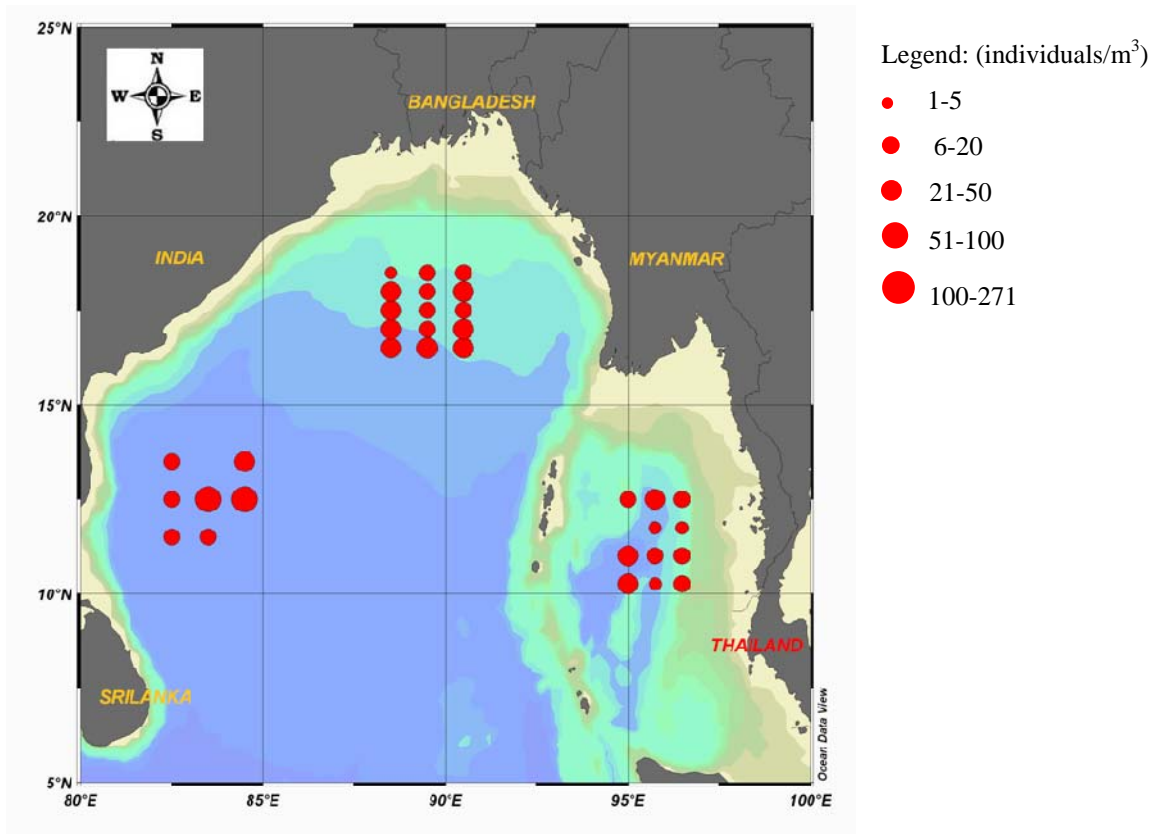 25°N
20°N
15°N
10°N
5°N
80°E
85°E
90°E
95°E
100°E
N
W E
S
BANGLADESH
INDIA
MYANMAR
THAILAND
SRILANKA
Ocean Data View
Legend: (individuals/m³)
1-5
6-20
21-50
51-100
100-271